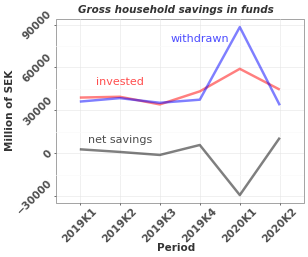 Gross household savings in funds
Million of SEK
90000
60000
30000
0
−30000
withdrawn
invested
net savings
2019K1
2019K2
2019K3
2019K4
2020K1
2020K2
Period